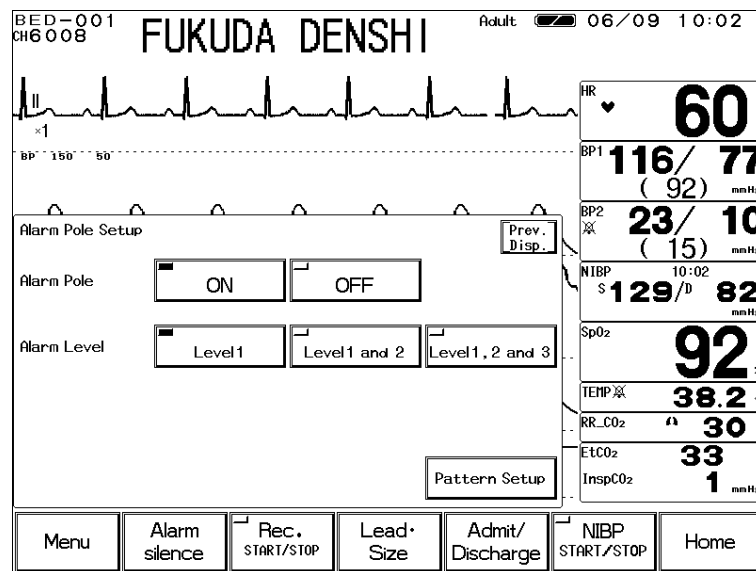 BED-001
CH6008
FUKUDA DENSHI
Adult 06/09 10:02
II
×1
BP 150 50
HR
60
BP1
116/ 77
( 92) mmH
BP2
23/ 10
( 15) mmH
NIBP 10:02
S129/D 82
mmH
SpO2
92
TEMP
38.2
RR_CO2
30
EtCO2
33
InspCO2
1 mmH
Alarm Pole Setup
Prev. Disp.
Alarm Pole
ON
OFF
Alarm Level
Level1
Level1 and 2
Level1,2 and 3
Pattern Setup
Menu
Alarm silence
Rec. START/STOP
Lead・ Size
Admit/ Discharge
NIBP START/STOP
Home